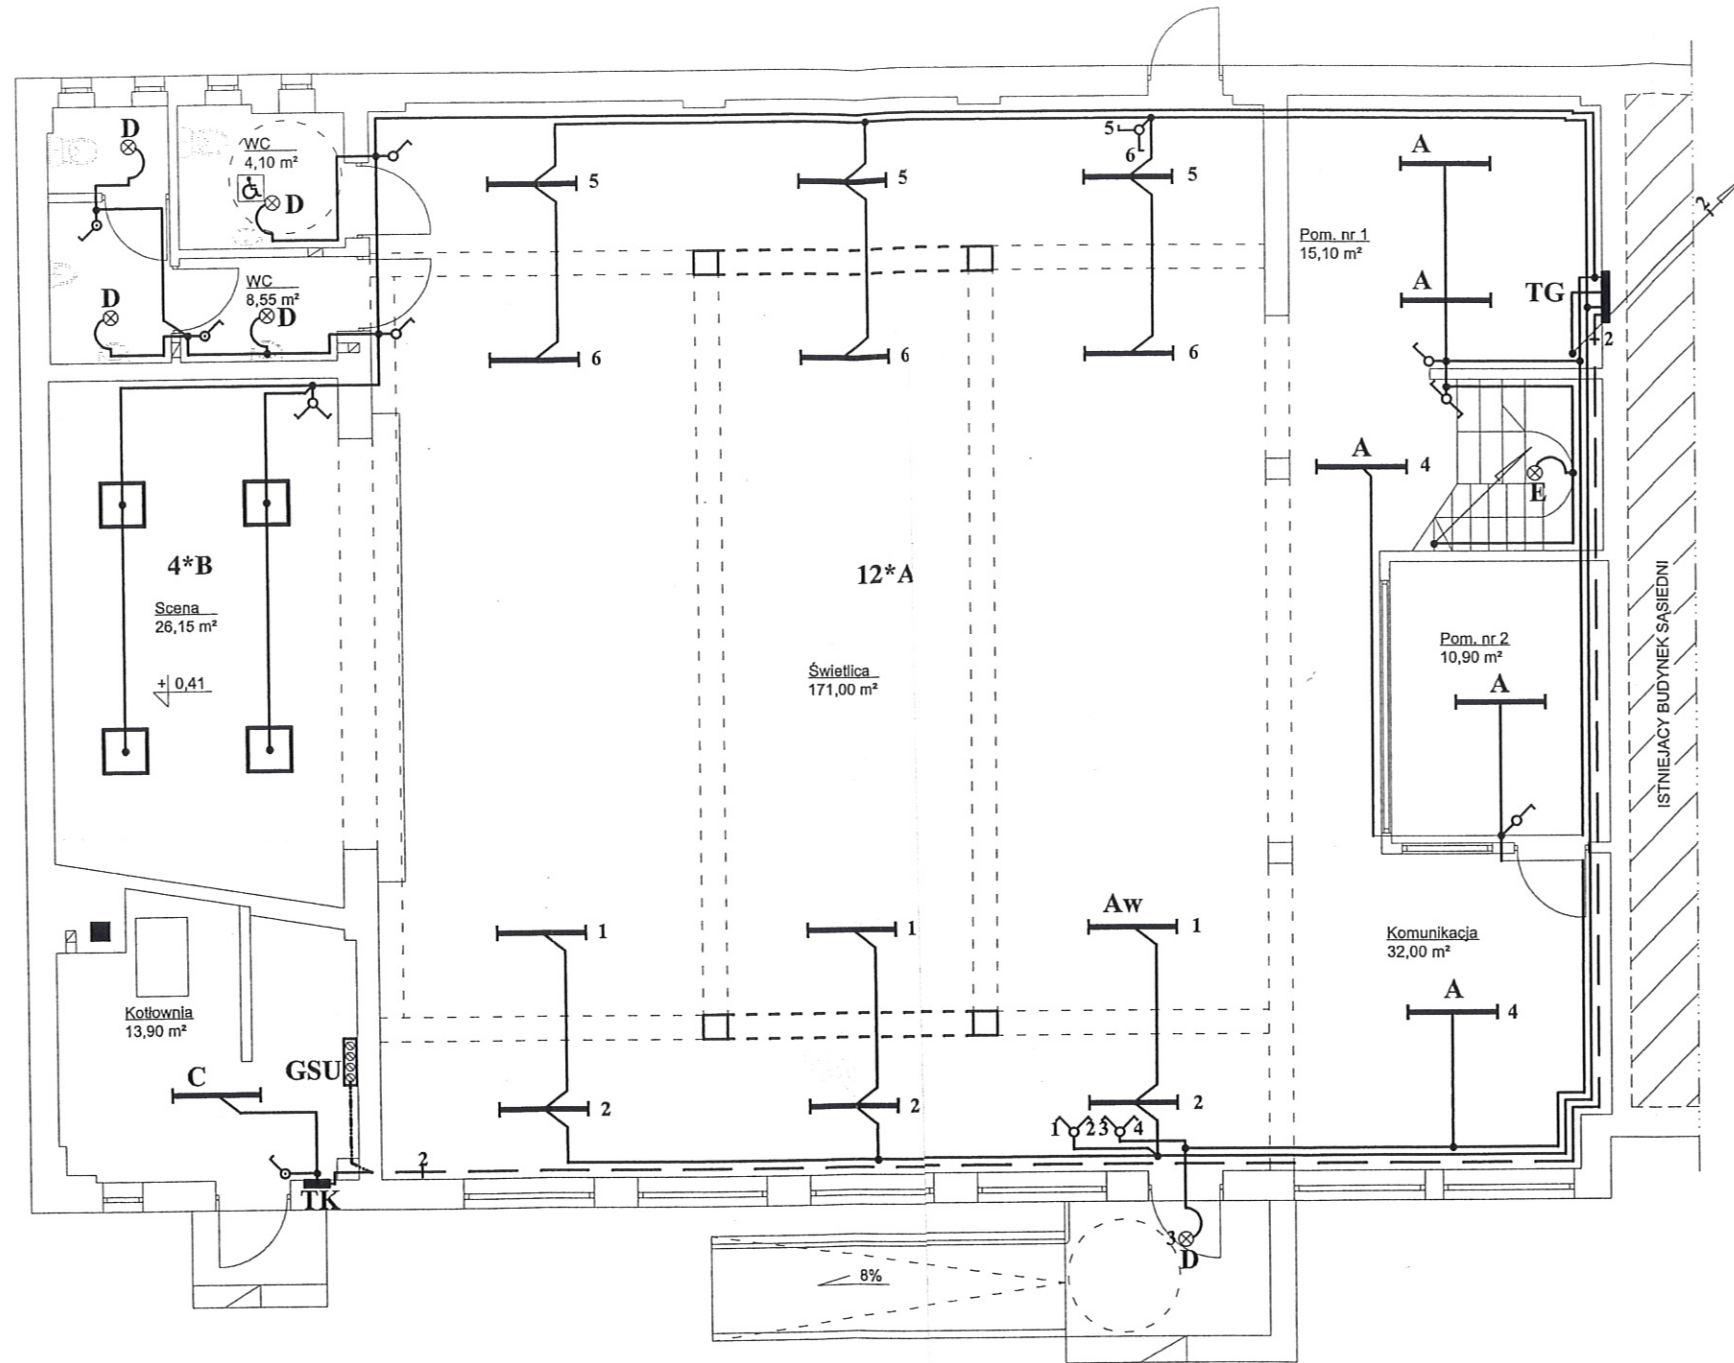 D
WC
4,10 m²
D
5
6
5
5
5
A
2
Pom. nr 1
15,10 m²
WC
8,55 m²
D
D
A
TG
+2
6
6
6
A
4
E
4*B
12*A
Scena
26,15 m²
+ 0,41
Świetlica
171,00 m²
Pom. nr 2
10,90 m²
A
ISTNIEJACY BUDYNEK SĄSIEDNI
Aw
1
1
1
Komunikacja
32,00 m²
Kotłownia
13,90 m²
A
4
GSU
C
2
2
2
1
2
3
4
2
TK
3
D
8%